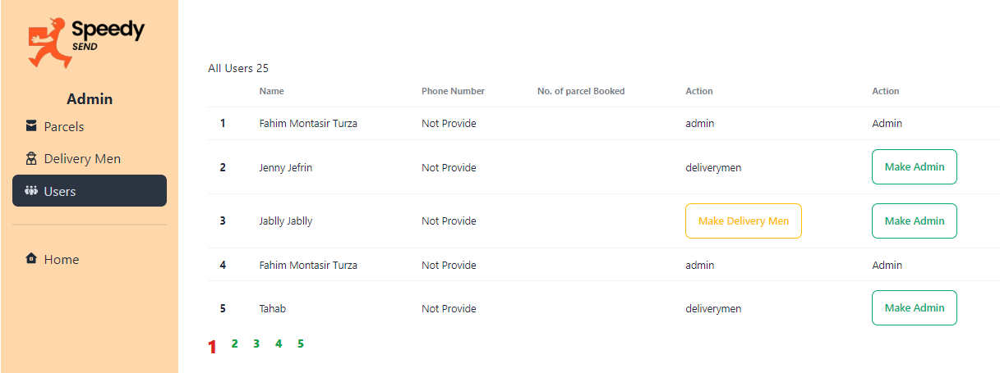 Speedy
SEND
Admin
Parcels
Delivery Men
Users
Home
All Users 25
Name Phone Number No. of parcel Booked Action Action
1 Fahim Montasir Turza Not Provide admin Admin
2 Jenny Jefrin Not Provide deliverymen Make Admin
3 Jablly Jablly Not Provide Make Delivery Men Make Admin
4 Fahim Montasir Turza Not Provide admin Admin
5 Tahab Not Provide deliverymen Make Admin
1 2 3 4 5